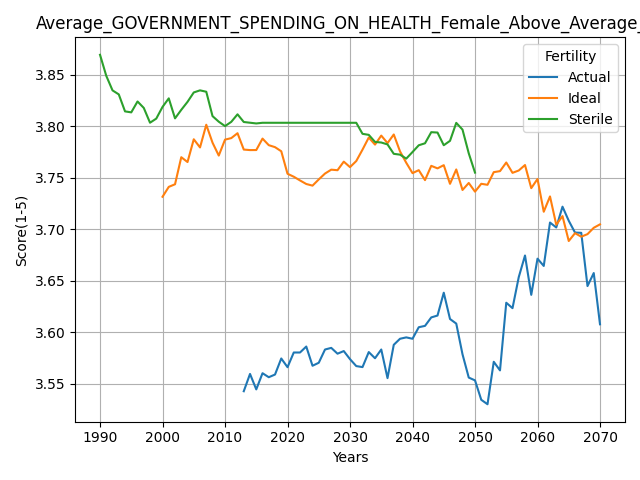 Average_GOVERNMENT_SPENDING_ON_HEALTH_Female_Above_Average_
Fertility
Actual
Ideal
Sterile
Score(1-5)
3.85
3.80
3.75
3.70
3.65
3.60
3.55
1990 2000 2010 2020 2030 2040 2050 2060 2070
Years